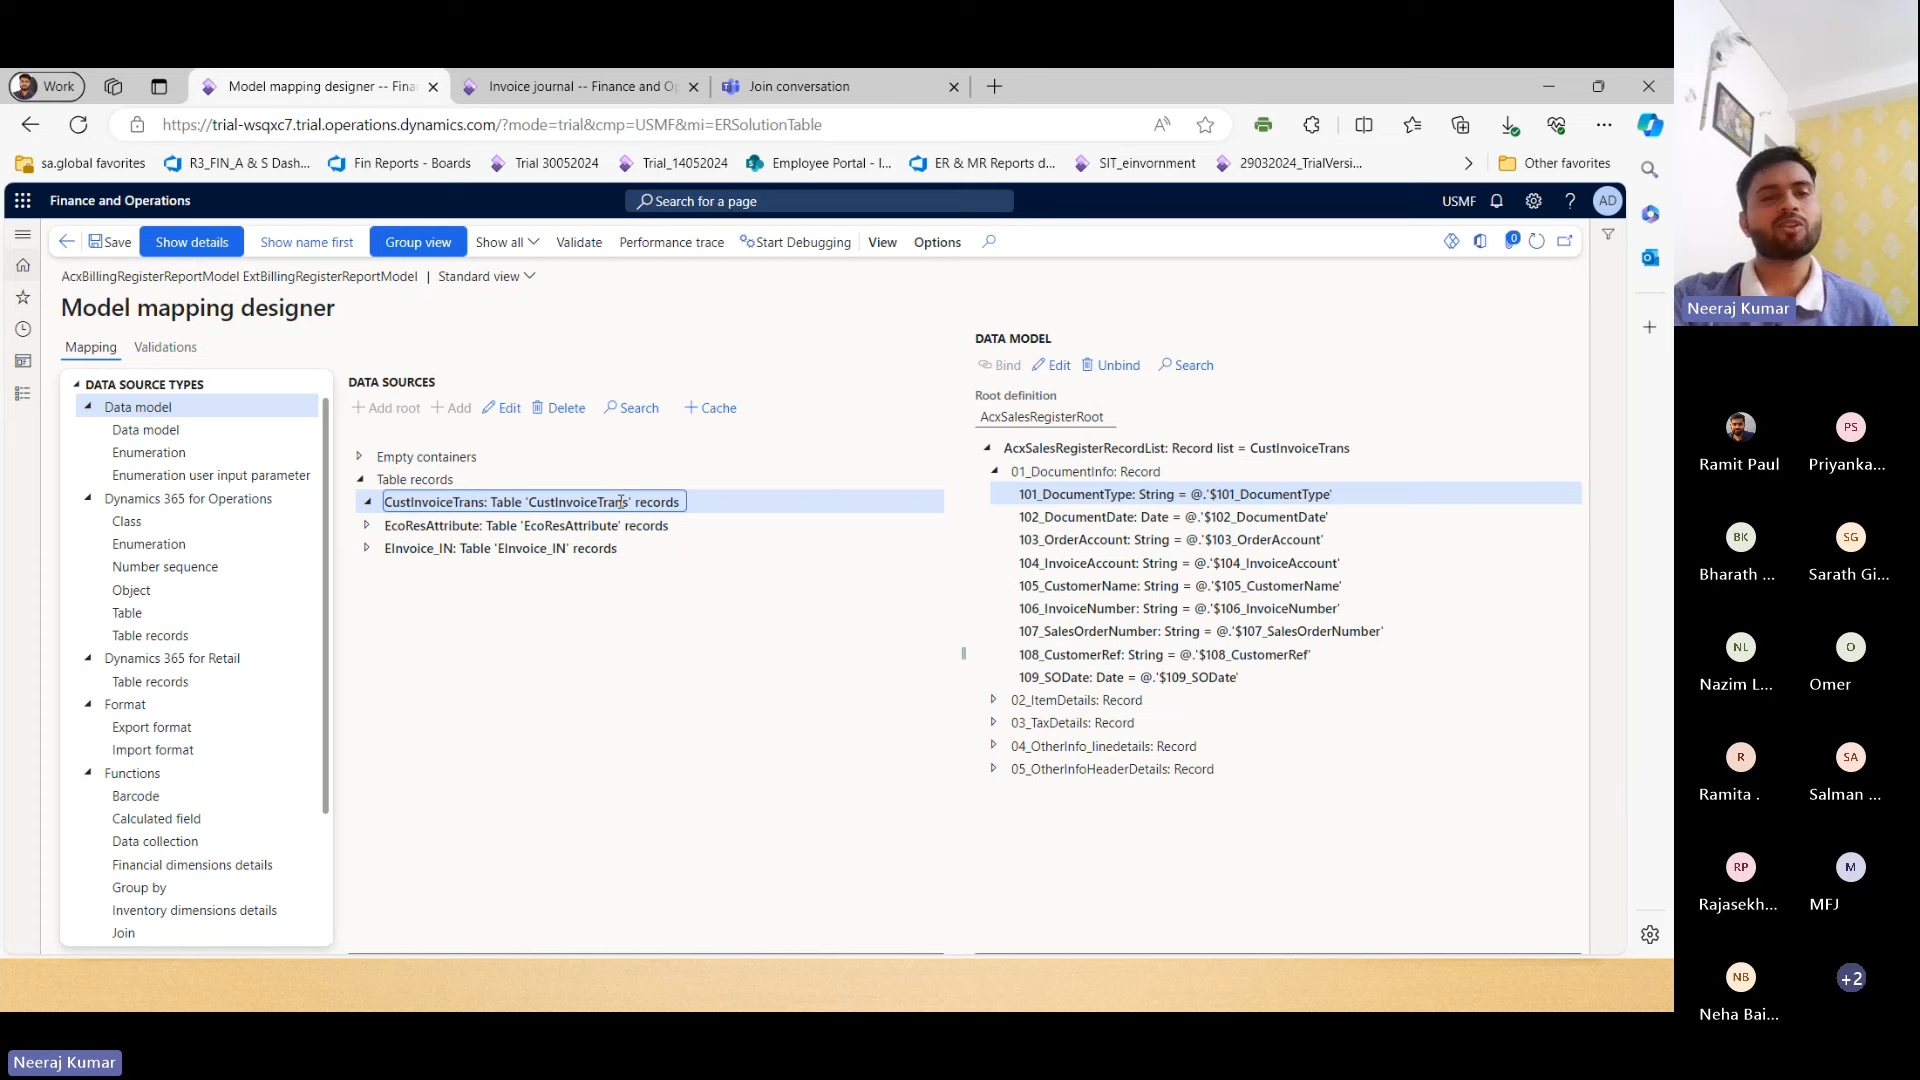 Work
Model mapping designer -- Fina
Invoice journal -- Finance and Op
Join conversation
https://trial-wsqxc7.trial.operations.dynamics.com/?mode=trial&cmp=USMF&mi=ERSolutionTable
sa.global favorites
R3_FIN_A & S Dash...
Fin Reports - Boards
Trial 30052024
Trial_14052024
Employee Portal - I...
ER & MR Reports d...
SIT_einvornment
29032024_TrialVersi...
Other favorites
Finance and Operations
Search for a page
USMF
AD
Save
Show details
Show name first
Group view
Show all
Validate
Performance trace
Start Debugging
View
Options
0
AcxBillingRegisterReportModel ExtBillingRegisterReportModel | Standard view
Model mapping designer
Mapping
Validations
DATA SOURCE TYPES
Data model
Data model
Enumeration
Enumeration user input parameter
Dynamics 365 for Operations
Class
Enumeration
Number sequence
Object
Table
Table records
Dynamics 365 for Retail
Table records
Format
Export format
Import format
Functions
Barcode
Calculated field
Data collection
Financial dimensions details
Group by
Inventory dimensions details
Join
DATA SOURCES
Add root
Add
Edit
Delete
Search
Cache
Empty containers
Table records
CustInvoiceTrans: Table 'CustInvoiceTrans' records
EcoResAttribute: Table 'EcoResAttribute' records
EInvoice_IN: Table 'EInvoice_IN' records
DATA MODEL
Bind
Edit
Unbind
Search
Root definition
AcxSalesRegisterRoot
AcxSalesRegisterRecordList: Record list = CustInvoiceTrans
01_DocumentInfo: Record
101_DocumentType: String = @.'$101_DocumentType'
102_DocumentDate: Date = @.'$102_DocumentDate'
103_OrderAccount: String = @.'$103_OrderAccount'
104_InvoiceAccount: String = @.'$104_InvoiceAccount'
105_CustomerName: String = @.'$105_CustomerName'
106_InvoiceNumber: String = @.'$106_InvoiceNumber'
107_SalesOrderNumber: String = @.'$107_SalesOrderNumber'
108_CustomerRef: String = @.'$108_CustomerRef'
109_SODate: Date = @.'$109_SODate'
02_ItemDetails: Record
03_TaxDetails: Record
04_OtherInfo_linedetails: Record
05_OtherInfoHeaderDetails: Record
Neeraj Kumar
Ramit Paul
PS
Priyanka...
BK
Bharath ...
SG
Sarath Gi...
NL
Nazim L...
O
Omer
R
Ramita .
SA
Salman ...
RP
Rajasekh...
M
MFJ
NB
Neha Bai...
+2
Neeraj Kumar